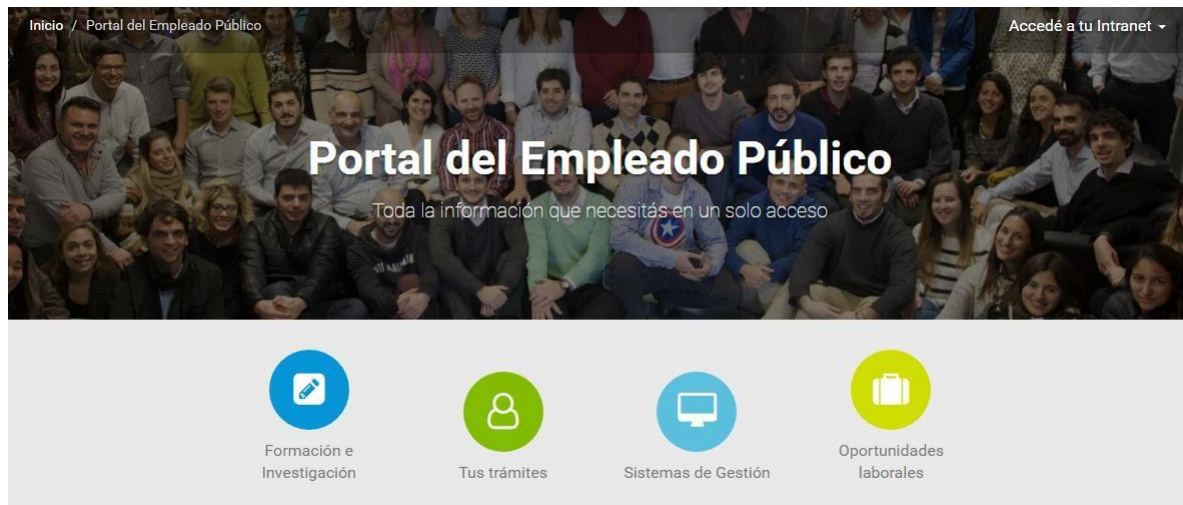 Inicio / Portal del Empleado Público
Accedé a tu Intranet
Portal del Empleado Público
Toda la información que necesitás en un solo acceso
Formación e
Investigación
Tus trámites
Sistemas de Gestión
Oportunidades
laborales